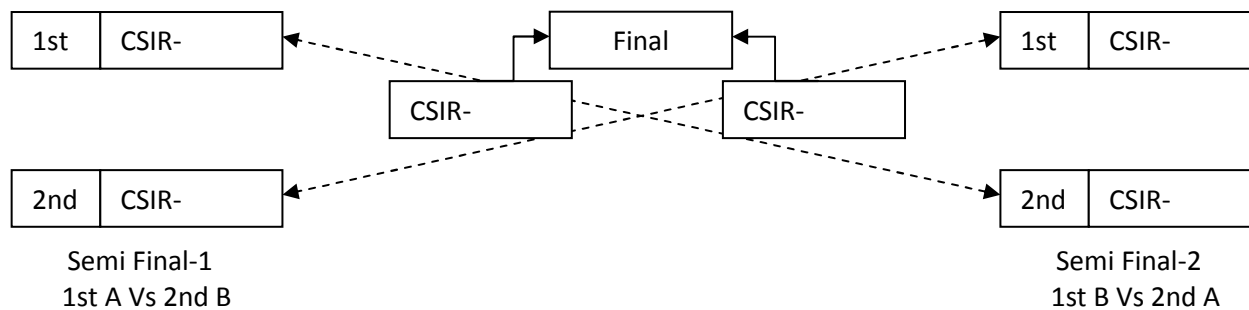 1st CSIR-
Final
1st CSIR-
CSIR-
CSIR-
2nd CSIR-
2nd CSIR-
Semi Final-1
1st A Vs 2nd B
Semi Final-2
1st B Vs 2nd A